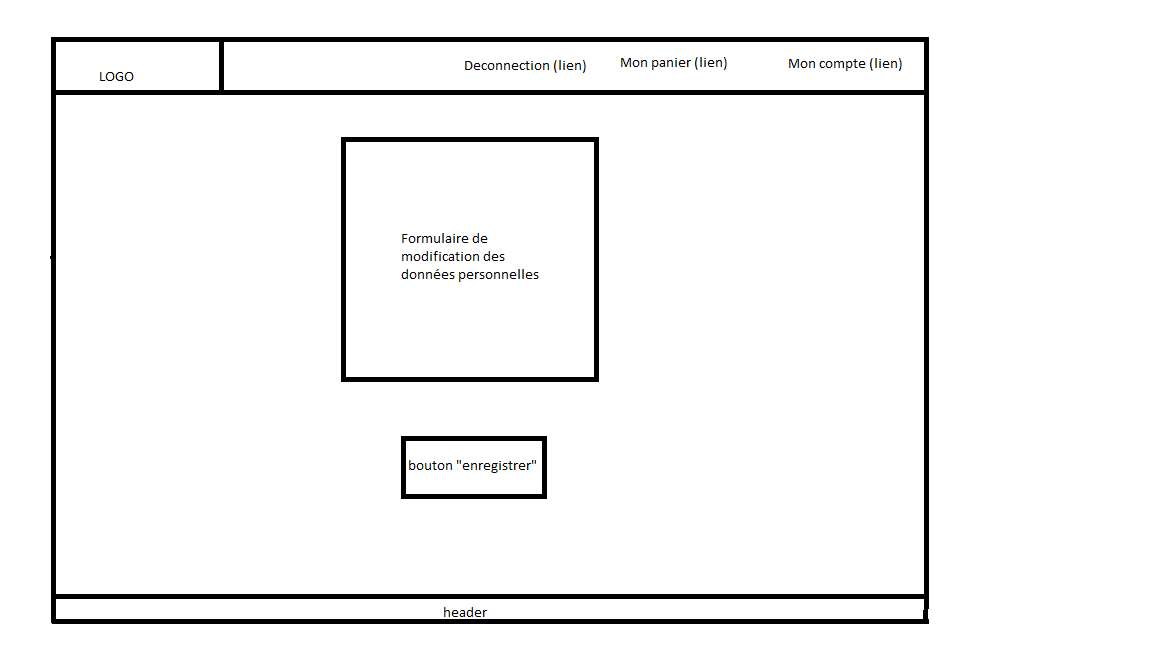 LOGO
Deconnection (lien)
Mon panier (lien)
Mon compte (lien)
Formulaire de
modification des
données personnelles
bouton "enregistrer"
header